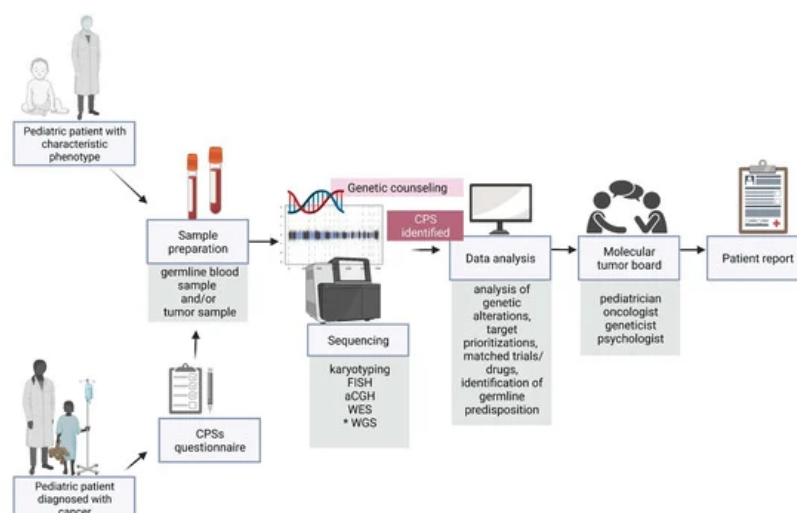 Pediatric patient with
characteristic
phenotype
Sample
preparation
germline blood
sample
and/or
tumor sample
CPSs
questionnaire
Pediatric patient
diagnosed with
cancer
Genetic counseling
CPS
identified
Sequencing
karyotyping
FISH
aCGH
WES
* WGS
Data analysis
analysis of
genetic
alterations,
target
prioritizations,
matched trials/
drugs,
identification of
germline
predisposition
Molecular
tumor board
pediatrician
oncologist
geneticist
psychologist
Patient report